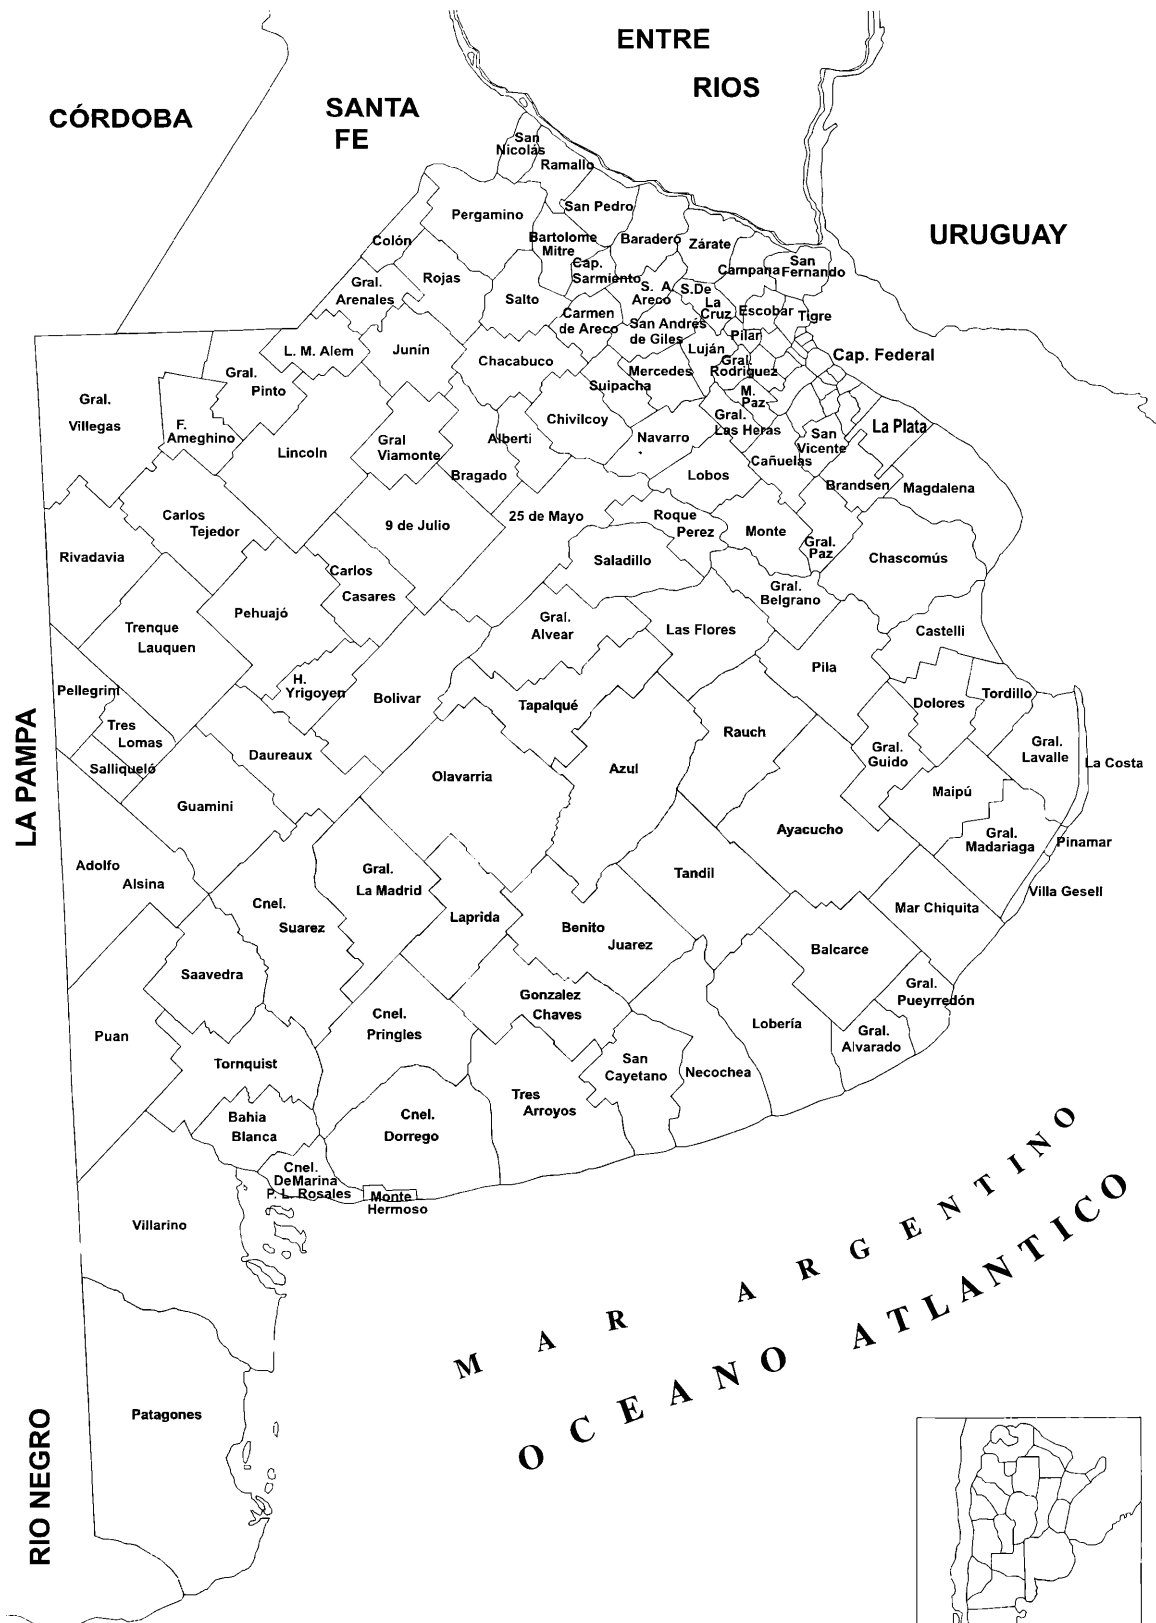 ENTRE
RIOS
CÓRDOBA
SANTA
FE
URUGUAY
San
Nicolás
Ramallo
San Pedro
Pergamino
Colón
Bartolome
Mitre
Baradero
Zárate
Cap.
Sarmiento
Campana
San
Fernando
Rojas
Gral.
Arenales
Salto
S. A.
Areco
S.De
La
Cruz
Escobar
Tigre
Carmen
de Areco
San Andrés
de Giles
Pilar
L. M. Alem
Junín
Chacabuco
Luján
Gral.
Rodriguez
Cap. Federal
Mercedes
Suipacha
Gral.
Pinto
M.
Paz
Gral.
Villegas
F.
Ameghino
Chivilcoy
Gral.
Las Heras
La Plata
Lincoln
Gral
Viamonte
Alberti
Navarro
San
Vicente
Bragado
Lobos
Cañuelas
Brandsen
Magdalena
Carlos
Tejedor
9 de Julio
25 de Mayo
Roque
Perez
Monte
Gral.
Paz
Chascomús
Rivadavia
Saladillo
Carlos
Casares
Gral.
Belgrano
Pehuajó
Gral.
Alvear
Las Flores
Castelli
Trenque
Lauquen
Pila
H.
Yrigoyen
Bolivar
Tapalqué
Dolores
Tordillo
Pellegrini
Tres
Lomas
Rauch
Gral.
Guido
Gral.
Lavalle
La Costa
Salliqueló
Daureaux
Olavarria
Azul
LA PAMPA
Guamini
Maipú
Ayacucho
Gral.
Madariaga
Pinamar
Adolfo
Alsina
Gral.
La Madrid
Tandil
Villa Gesell
Cnel.
Suarez
Laprida
Benito
Juarez
Mar Chiquita
Balcarce
Saavedra
Gonzalez
Chaves
Gral.
Pueyrredón
Puan
Cnel.
Pringles
Lobería
Gral.
Alvarado
Tornquist
San
Cayetano
Necochea
Tres
Arroyos
Bahia
Blanca
Cnel.
Dorrego
Cnel.
DeMarina
P. L. Rosales
Monte
Hermoso
Villarino
MAR ARGENTINO
OCEANO ATLANTICO
Patagones
RIO NEGRO